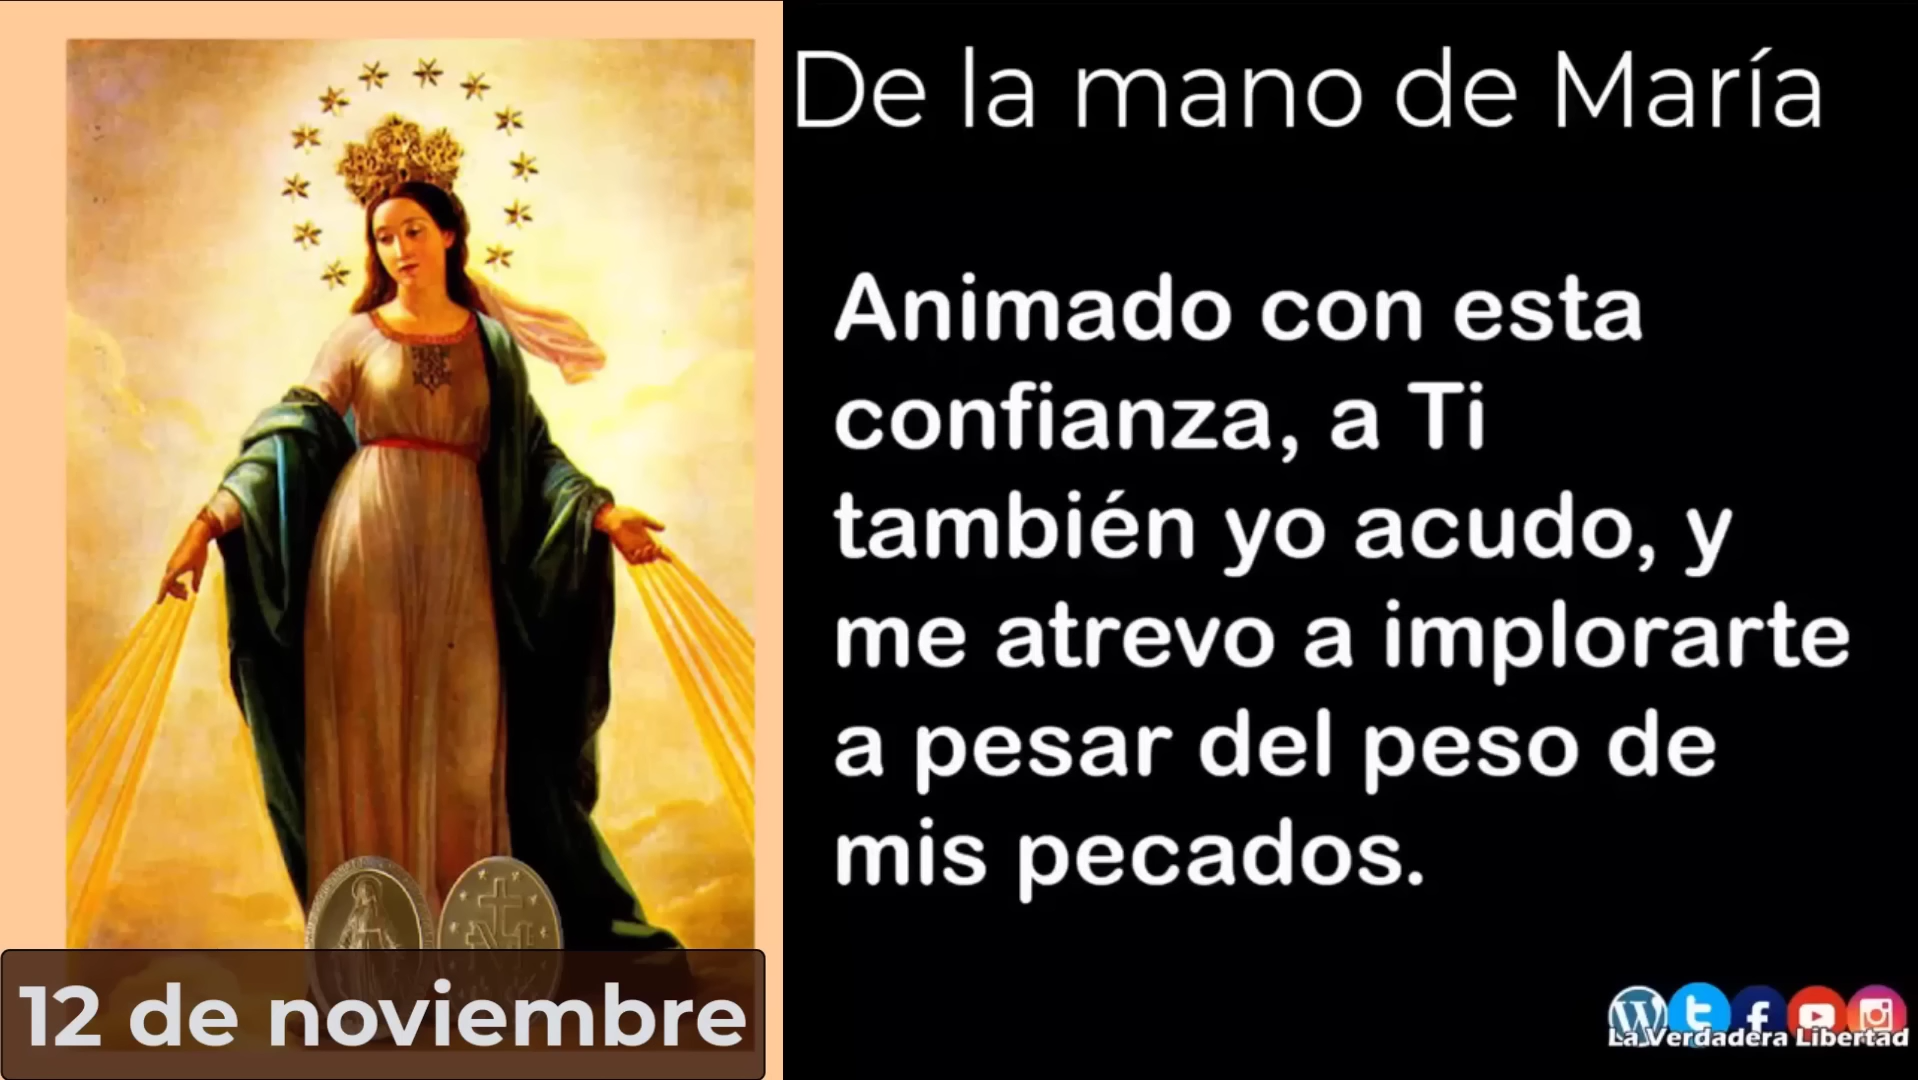 De la mano de María
Animado con esta
confianza, a Ti
también yo acudo, y
me atrevo a implorarte
a pesar del peso de
mis pecados.
12 de noviembre
La Verdadera Libertad